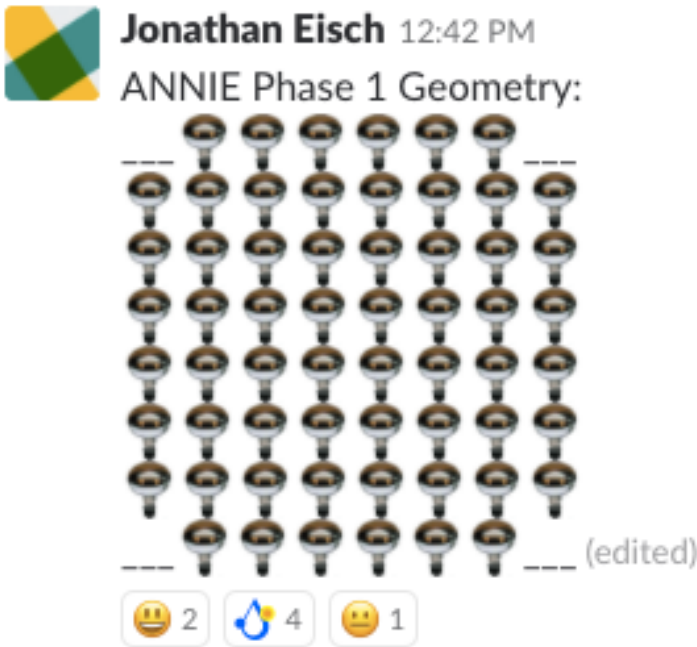 Jonathan Eisch 12:42 PM
ANNIE Phase 1 Geometry:
___ ___
___ ___ (edited)
2 4 1